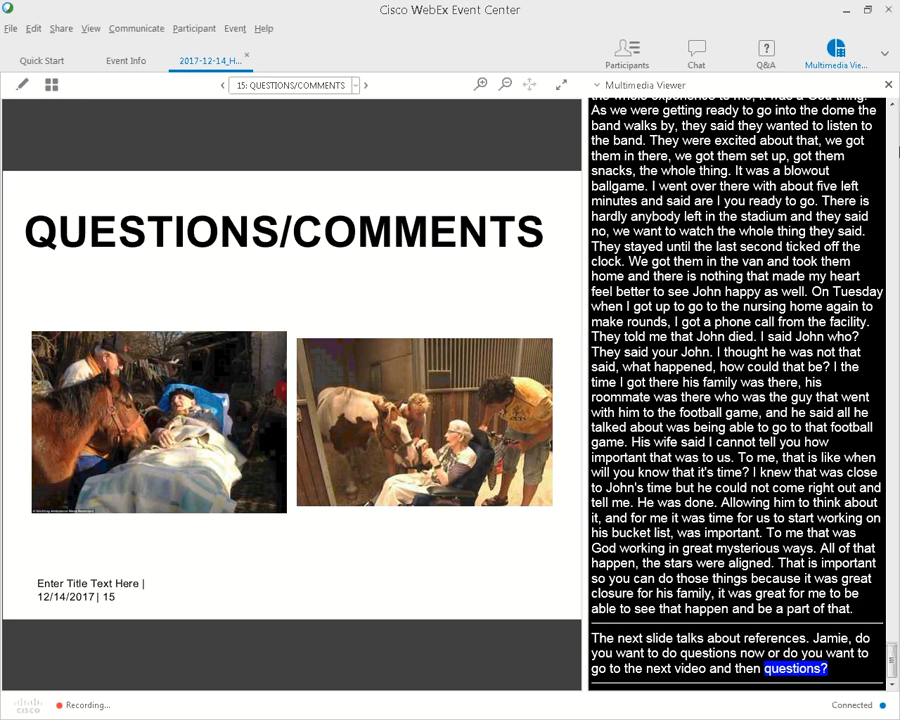 Cisco WebEx Event Center
File Edit Share View Communicate Participant Event Help
Quick Start Event Info 2017-12-14_H...
Participants Chat Q&A Multimedia Vie...
15: QUESTIONS/COMMENTS
Multimedia Viewer
QUESTIONS/COMMENTS
Enter Title Text Here |
12/14/2017 | 15
the whole experience to me, it was a God thing.
As we were getting ready to go into the dome the
band walks by, they said they wanted to listen to
the band. They were excited about that, we got
them in there, we got them set up, got them
snacks, the whole thing. It was a blowout
ballgame. I went over there with about five left
minutes and said are I you ready to go. There is
hardly anybody left in the stadium and they said
no, we want to watch the whole thing they said.
They stayed until the last second ticked off the
clock. We got them in the van and took them
home and there is nothing that made my heart
feel better to see John happy as well. On Tuesday
when I got up to go to the nursing home again to
make rounds, I got a phone call from the facility.
They told me that John died. I said John who?
They said your John. I thought he was not that
said, what happened, how could that be? I the
time I got there his family was there, his
roommate was there who was the guy that went
with him to the football game, and he said all he
talked about was being able to go to that football
game. His wife said I cannot tell you how
important that was to us. To me, that is like when
will you know that it's time? I knew that was close
to John's time but he could not come right out and
tell me. He was done. Allowing him to think about
it, and for me it was time for us to start working on
his bucket list, was important. To me that was
God working in great mysterious ways. All of that
happen, the stars were aligned. That is important
so you can do those things because it was great
closure for his family, it was great for me to be
able to see that happen and be a part of that.
The next slide talks about references. Jamie, do
you want to do questions now or do you want to
go to the next video and then questions?
cisco
Recording...
Connected